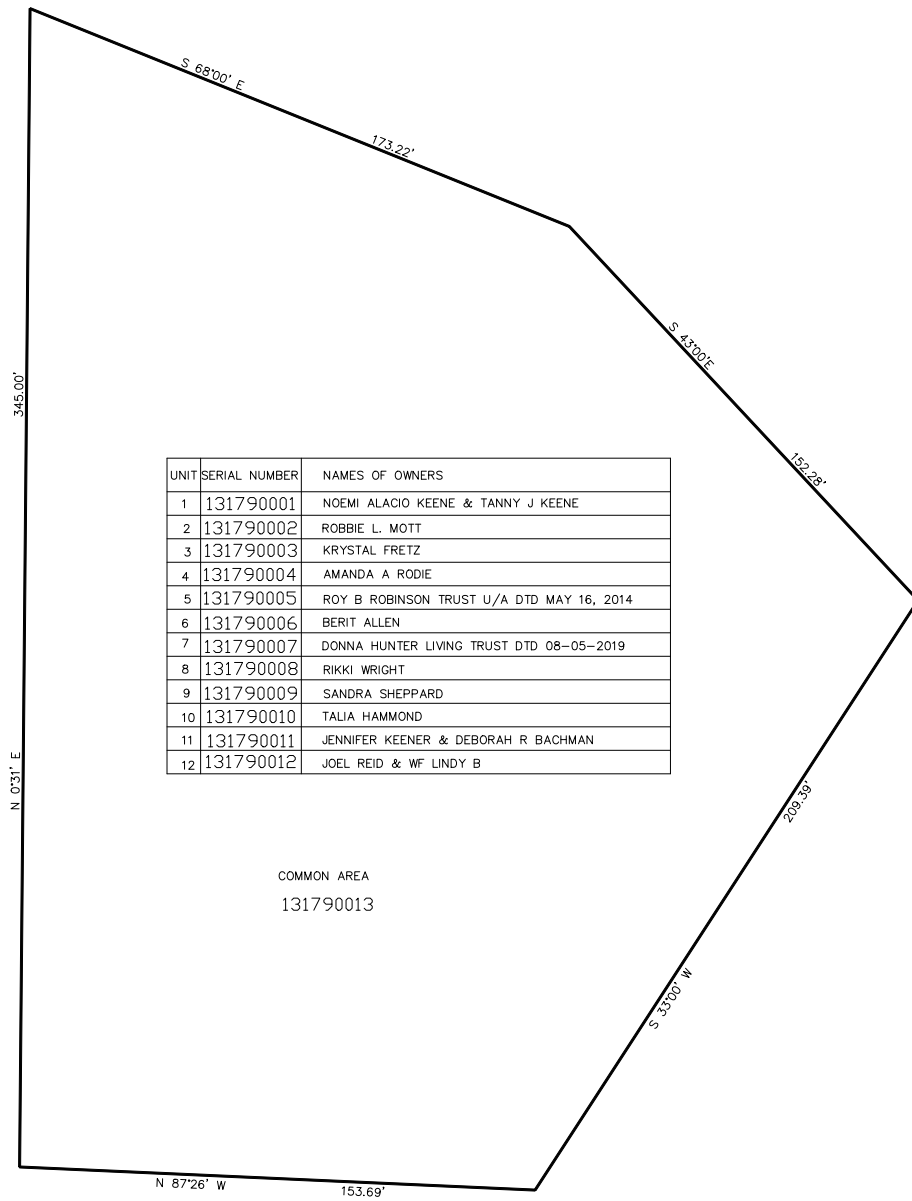 S 68°00' E
173.22'
S 43°00'E
152.28'
345.00'
UNIT SERIAL NUMBER NAMES OF OWNERS
1 131790001 NOEMI ALACIO KEENE & TANNY J KEENE
2 131790002 ROBBIE L. MOTT
3 131790003 KRYSTAL FRETZ
4 131790004 AMANDA A RODIE
5 131790005 ROY B ROBINSON TRUST U/A DTD MAY 16, 2014
6 131790006 BERIT ALLEN
7 131790007 DONNA HUNTER LIVING TRUST DTD 08-05-2019
8 131790008 RIKKI WRIGHT
9 131790009 SANDRA SHEPPARD
10 131790010 TALIA HAMMOND
11 131790011 JENNIFER KEENER & DEBORAH R BACHMAN
12 131790012 JOEL REID & WF LINDY B
N 0°31' E
209.39'
COMMON AREA
131790013
S 33°00' W
N 87°26' W
153.69'